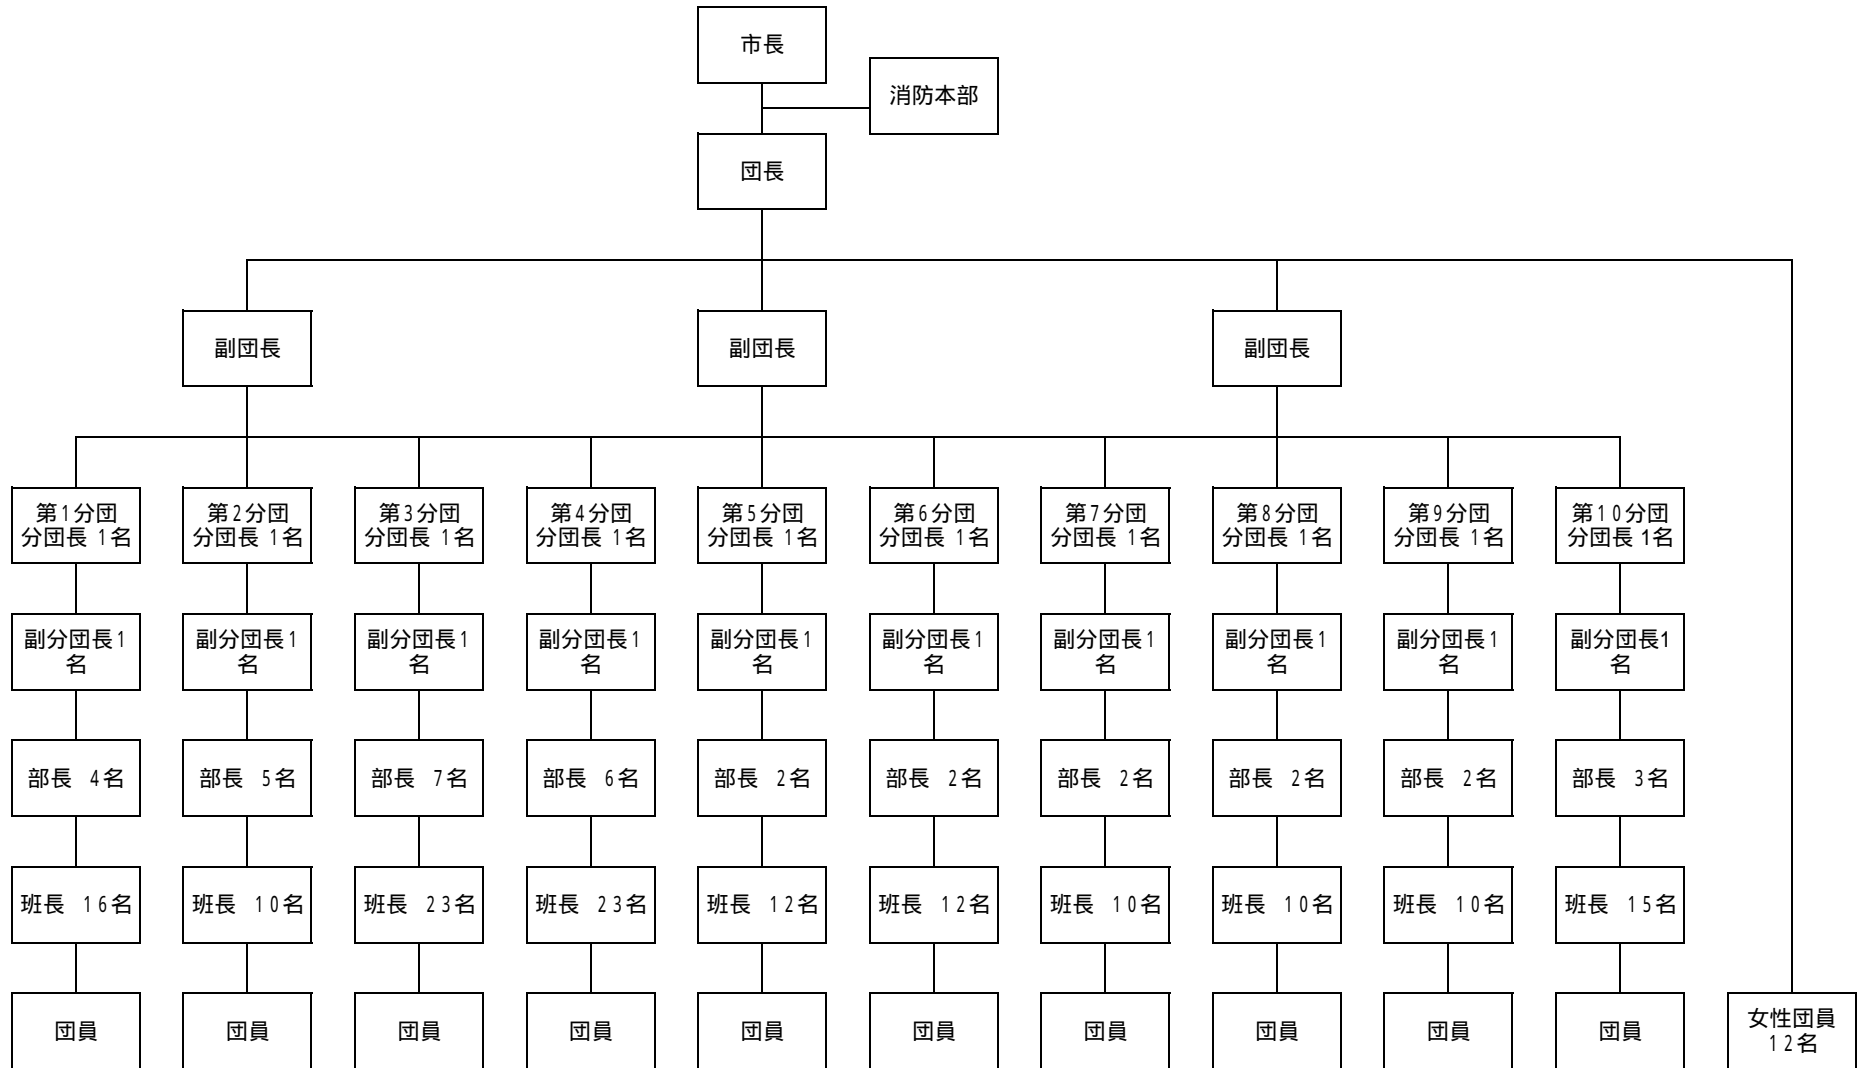 市長
消防本部
団長
副団長
副団長
副団長
第1分団
分団長 1名
第2分団
分団長 1名
第3分団
分団長 1名
第4分団
分団長 1名
第5分団
分団長 1名
第6分団
分団長 1名
第7分団
分団長 1名
第8分団
分団長 1名
第9分団
分団長 1名
第10分団
分団長 1名
副分団長1
名
副分団長1
名
副分団長1
名
副分団長1
名
副分団長1
名
副分団長1
名
副分団長1
名
副分団長1
名
副分団長1
名
副分団長1
名
部長 4名
部長 5名
部長 7名
部長 6名
部長 2名
部長 2名
部長 2名
部長 2名
部長 2名
部長 3名
班長 16名
班長 10名
班長 23名
班長 23名
班長 12名
班長 12名
班長 10名
班長 10名
班長 10名
班長 15名
団員
団員
団員
団員
団員
団員
団員
団員
団員
団員
女性団員
12名